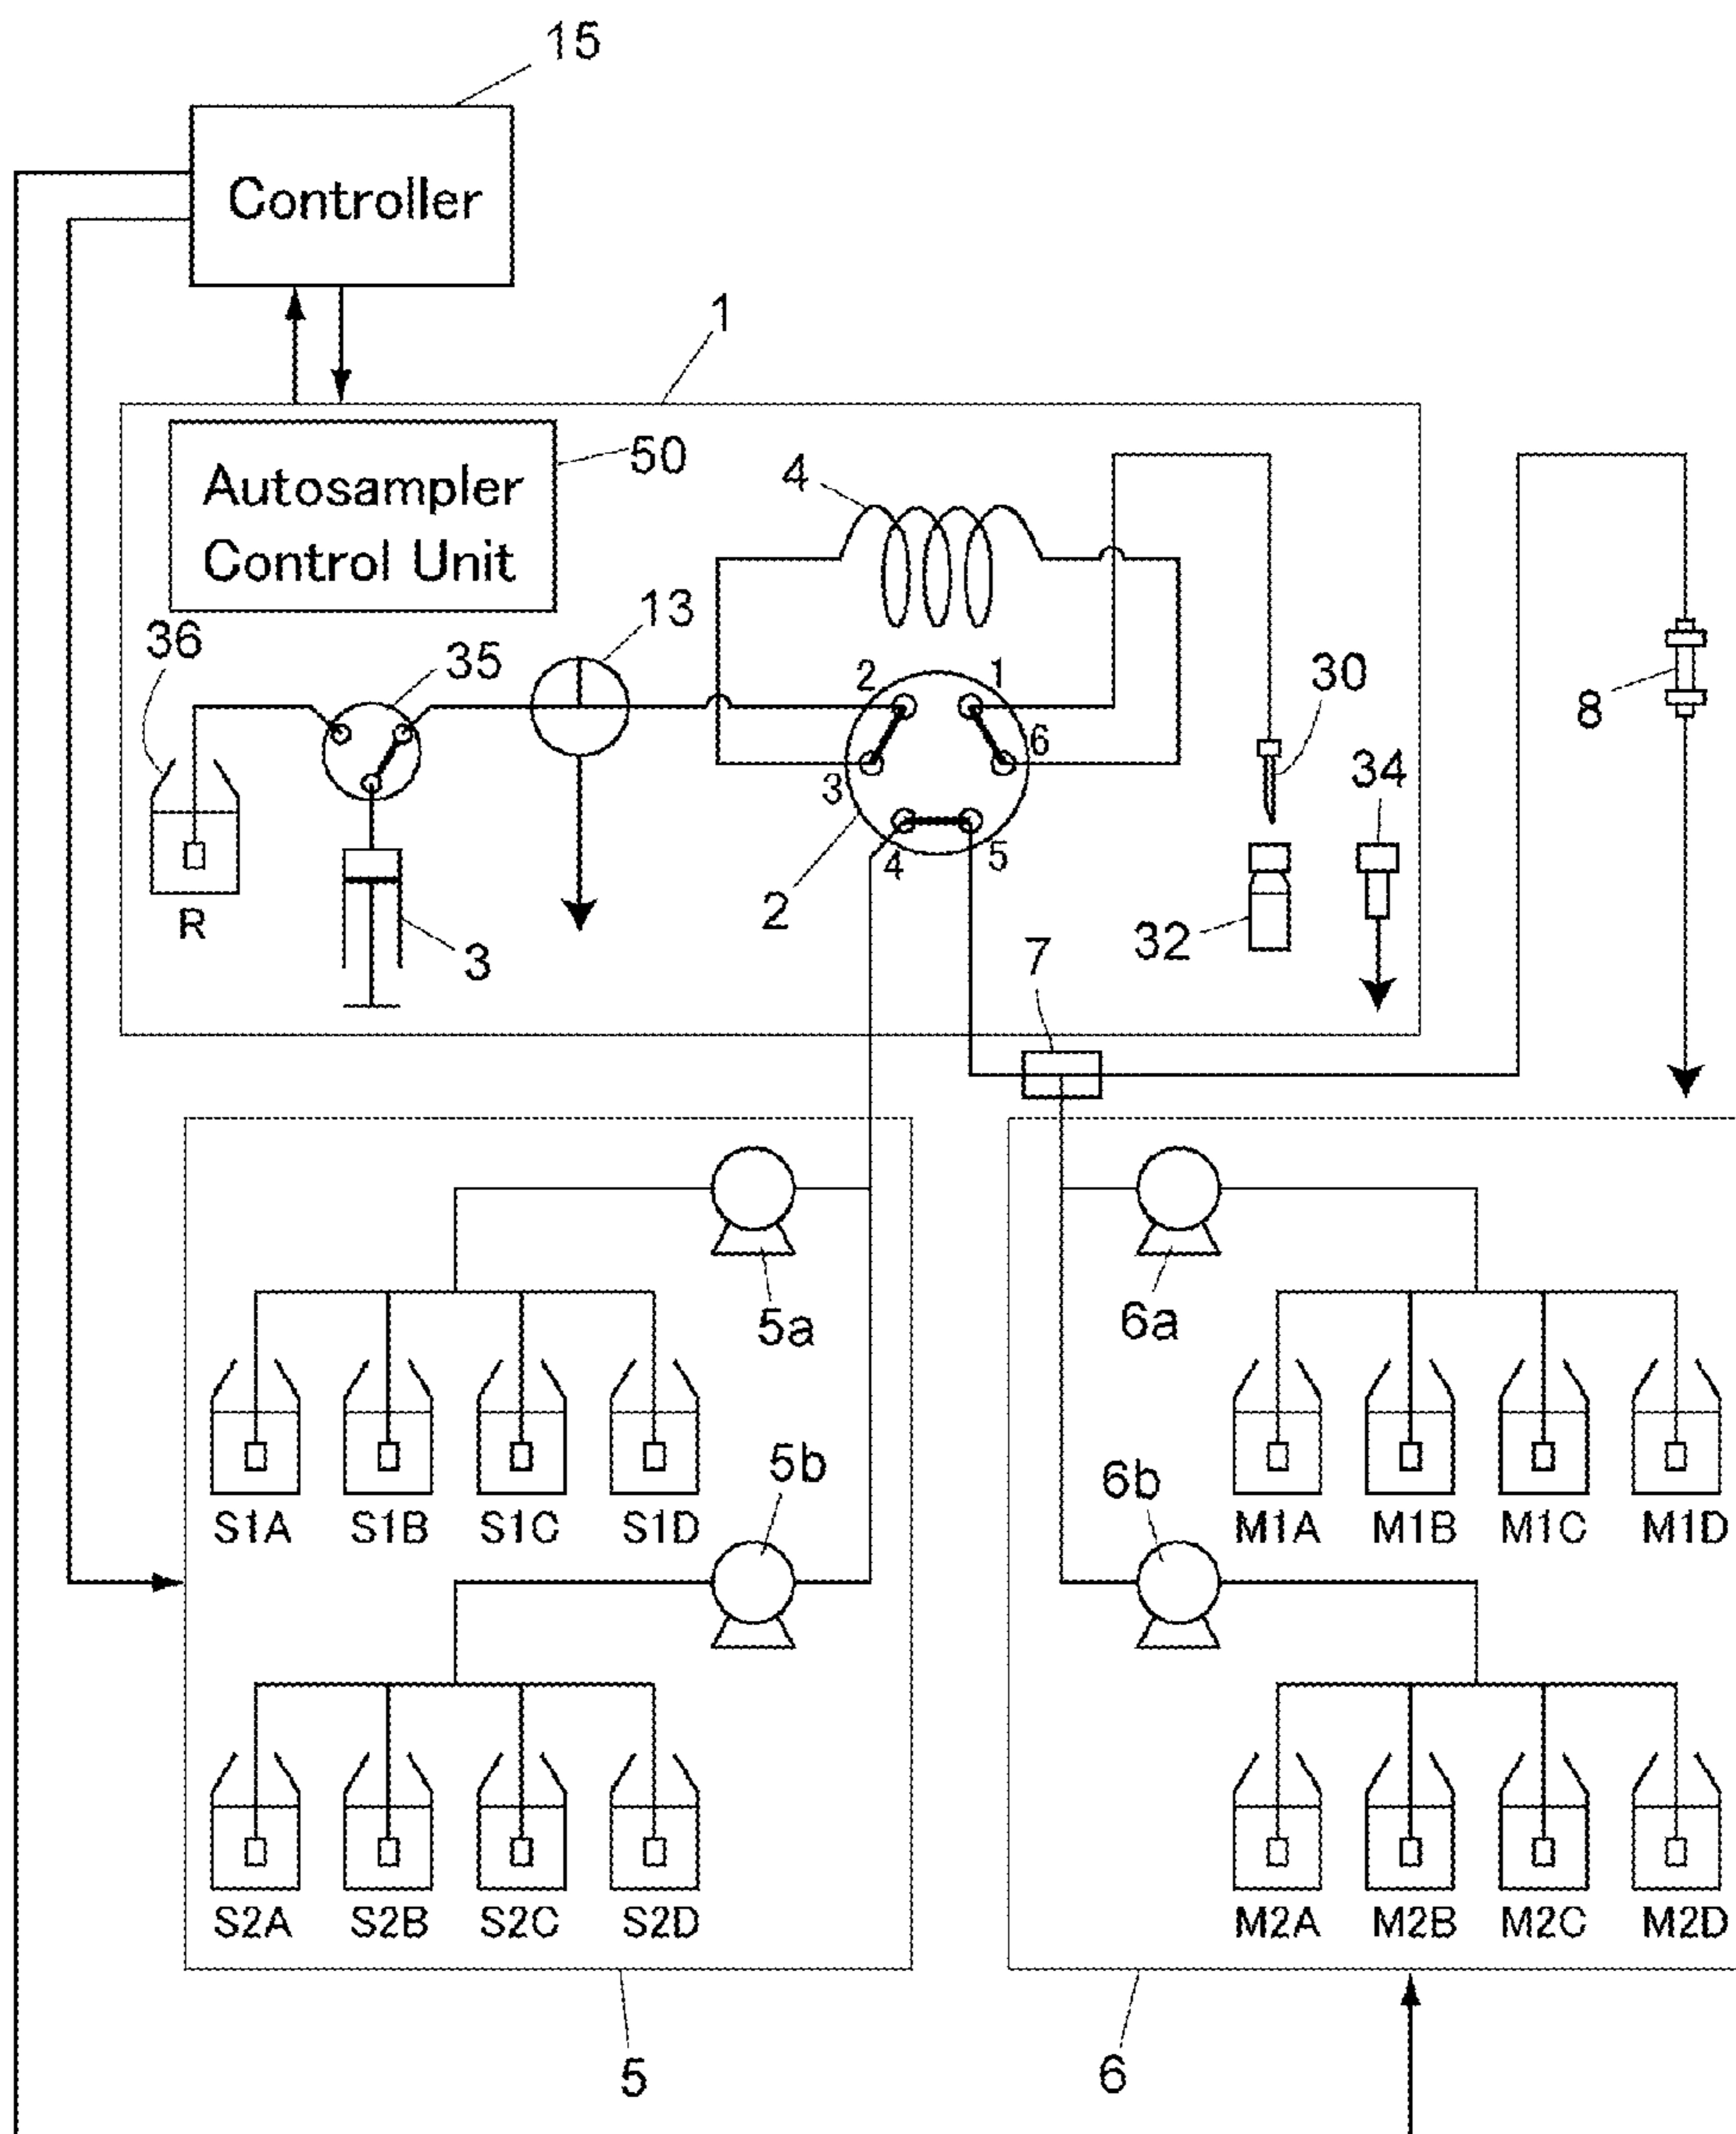 15
Controller
1
50
Autosampler
Control Unit
4
36
35
13
2
1
30
8
3
6
34
4
5
R
3
2
32
7
5a
6a
S1A
S1B
S1C
S1D
5b
6b
M1A
M1B
M1C
M1D
S2A
S2B
S2C
S2D
M2A
M2B
M2C
M2D
5
6